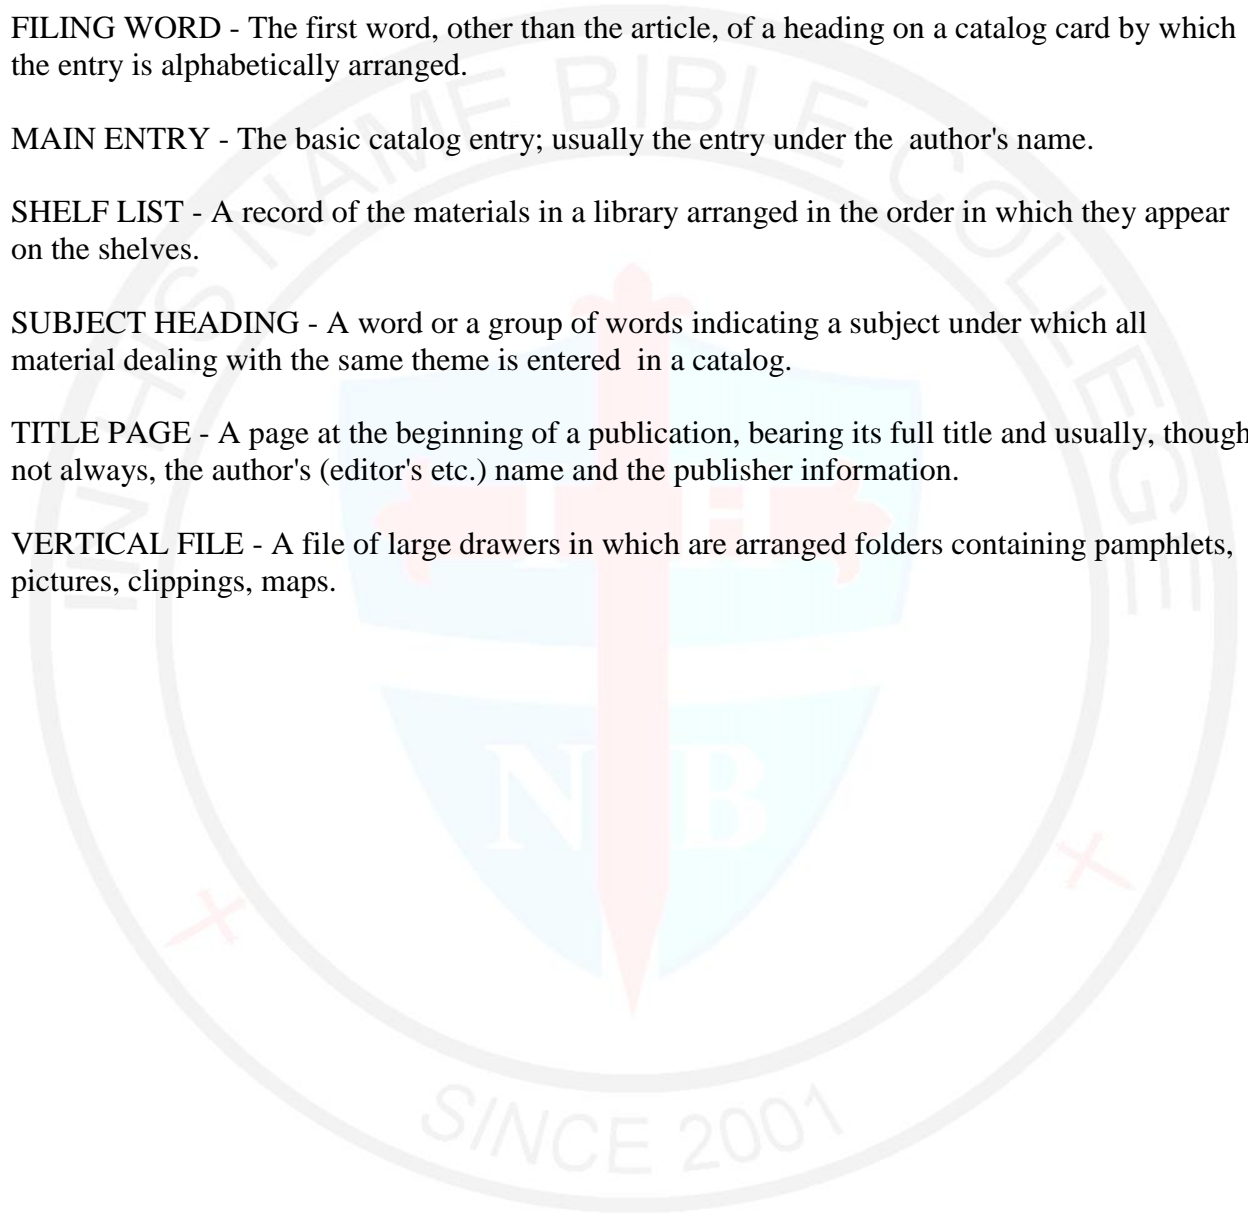 FILING WORD - The first word, other than the article, of a heading on a catalog card by which
the entry is alphabetically arranged.
MAIN ENTRY - The basic catalog entry; usually the entry under the  author's name.
SHELF LIST - A record of the materials in a library arranged in the order in which they appear
on the shelves.
SUBJECT HEADING - A word or a group of words indicating a subject under which all
material dealing with the same theme is entered  in a catalog.
TITLE PAGE - A page at the beginning of a publication, bearing its full title and usually, though
not always, the author's (editor's etc.) name and the publisher information.
VERTICAL FILE - A file of large drawers in which are arranged folders containing pamphlets,
pictures, clippings, maps.
IN HIS NAME BIBLE COLLEGE
I H
N B
SINCE 2001